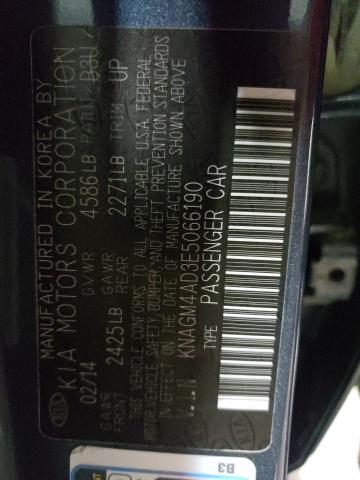 MANUFACTURED IN KOREA BY
KIA MOTORS CORPORATION
02/14 GVWR 4586LB PAINT B3U
GAWR FRONT 2425LB GAWR REAR 2271LB TRIM UP
THIS VEHICLE CONFORMS TO ALL APPLICABLE U.S.A. FEDERAL
MOTOR VEHICLE SAFETY, BUMPER, AND THEFT PREVENTION STANDARDS
IN EFFECT ON THE DATE OF MANUFACTURE SHOWN ABOVE
V.I.N KNAGM4AD3E5066190
TYPE PASSENGER CAR
KIA
B3